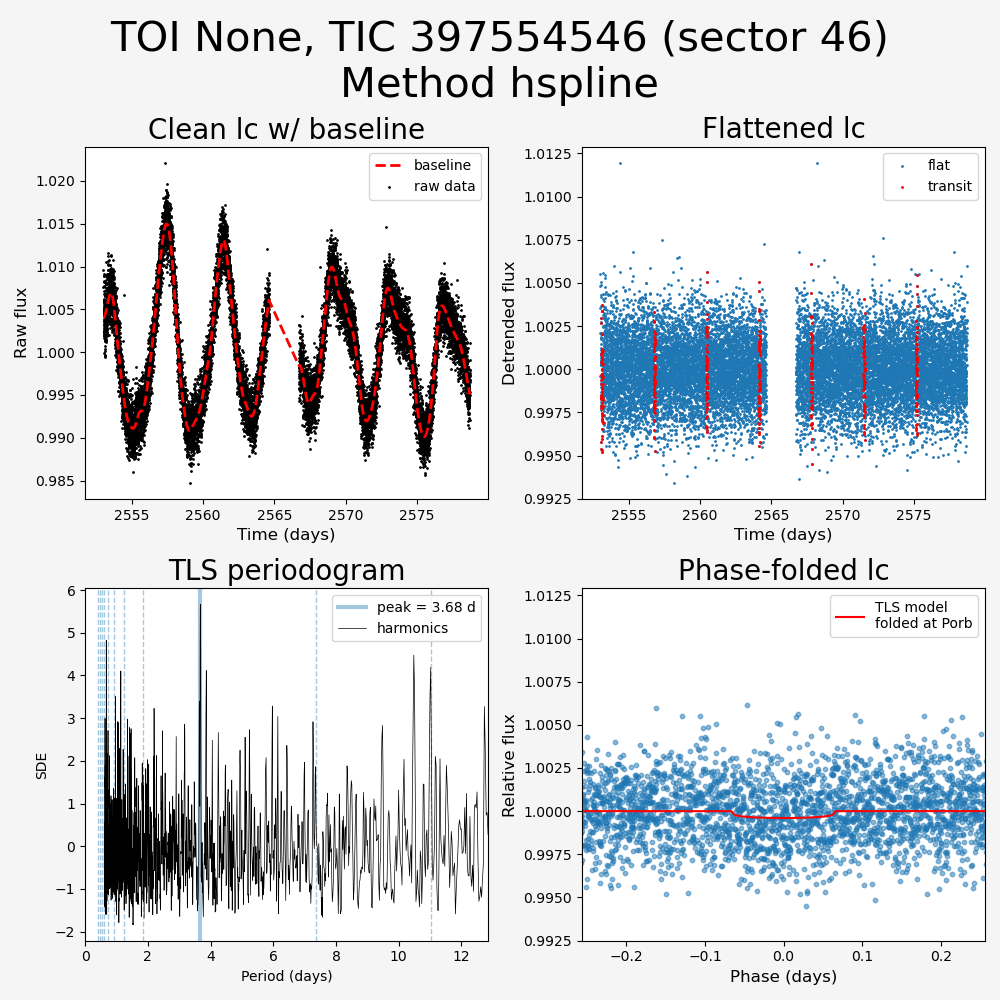 TOI None, TIC 397554546 (sector 46)
Method hspline
Clean lc w/ baseline
Flattened lc
baseline
raw data
flat
transit
1.020
1.015
1.010
1.005
1.000
0.995
0.990
0.985
Raw flux
2555
2560
2565
2570
2575
Time (days)
1.0125
1.0100
1.0075
1.0050
1.0025
1.0000
0.9975
0.9950
0.9925
Detrended flux
2555
2560
2565
2570
2575
Time (days)
TLS periodogram
Phase-folded lc
peak = 3.68 d
harmonics
TLS model
folded at Porb
6
5
4
3
2
1
0
−1
−2
SDE
0
2
4
6
8
10
12
Period (days)
1.0125
1.0100
1.0075
1.0050
1.0025
1.0000
0.9975
0.9950
0.9925
Relative flux
−0.2
−0.1
0.0
0.1
0.2
Phase (days)